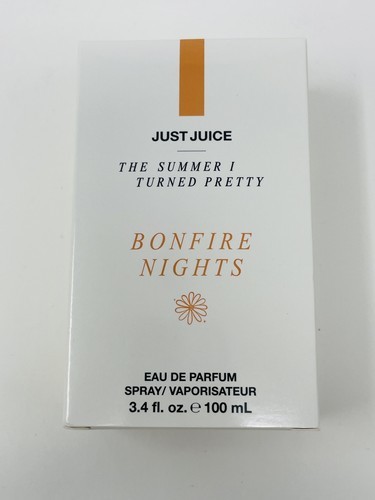 JUST JUICE
THE SUMMER I
TURNED PRETTY
BONFIRE
NIGHTS
EAU DE PARFUM
SPRAY/ VAPORISATEUR
3.4 fl. oz. ℮ 100 mL